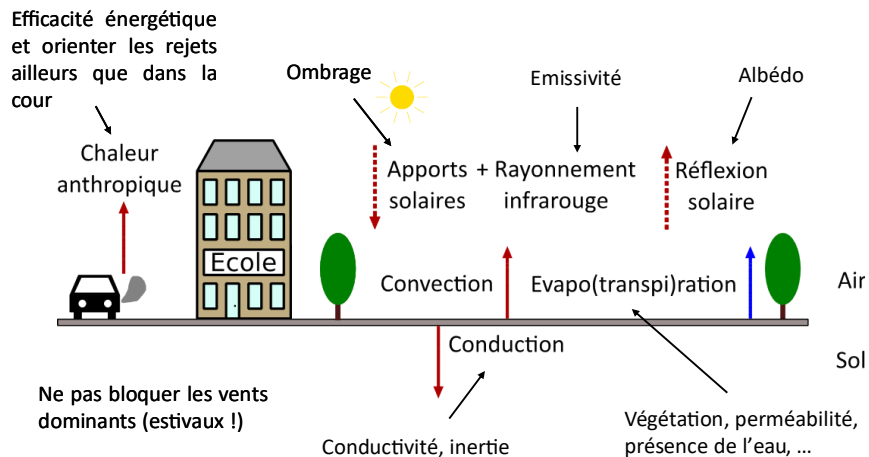 Efficacité énergétique
et orienter les rejets
ailleurs que dans la
cour
Ombrage
Emissivité
Albédo
Chaleur
anthropique
Apports + Rayonnement
solaires infrarouge
Réflexion
solaire
Ecole
Convection
Evapo(transpi)ration
Air
Conduction
Sol
Ne pas bloquer les vents
dominants (estivaux !)
Conductivité, inertie
Végétation, perméabilité,
présence de l'eau, ...